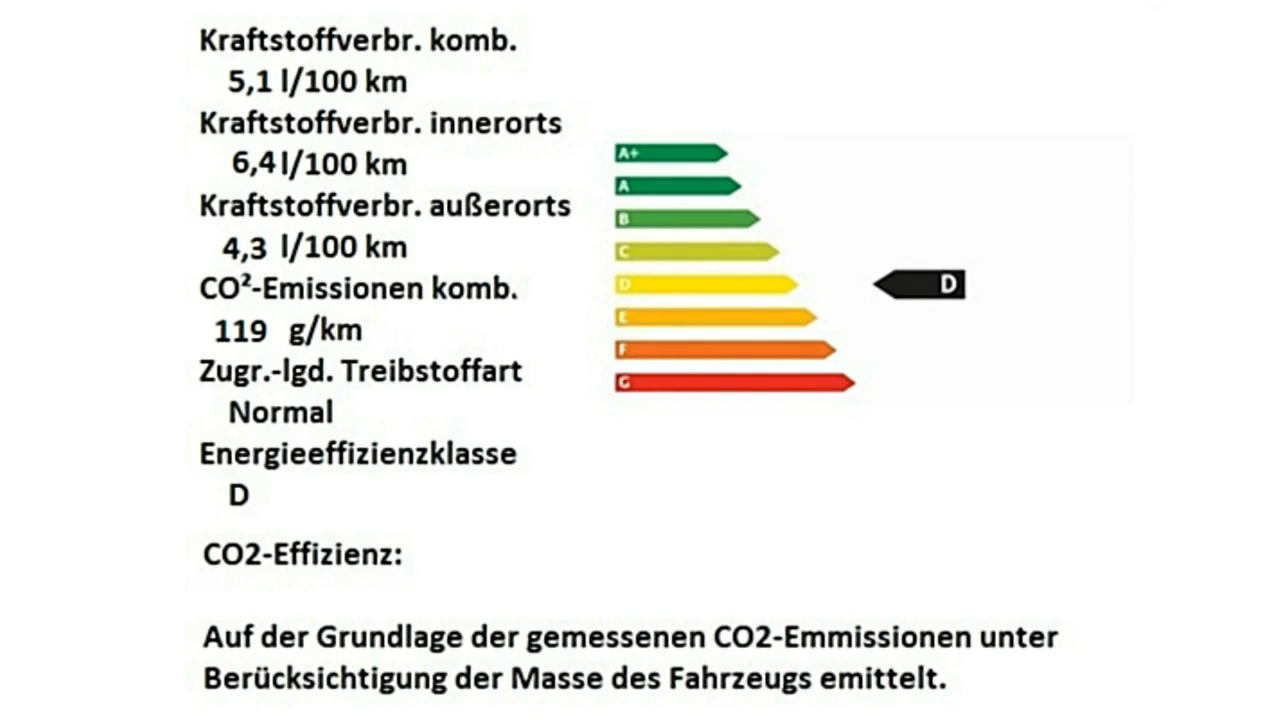 Kraftstoffverbr. komb.
5,1 l/100 km
Kraftstoffverbr. innerorts
6,4 l/100 km
Kraftstoffverbr. außerorts
4,3 l/100 km
CO²-Emissionen komb.
119 g/km
Zugr.-lgd. Treibstoffart
Normal
Energieeffizienzklasse
D
A+
A
B
C
D
D
E
F
G
CO2-Effizienz:
Auf der Grundlage der gemessenen CO2-Emmissionen unter
Berücksichtigung der Masse des Fahrzeugs emittelt.